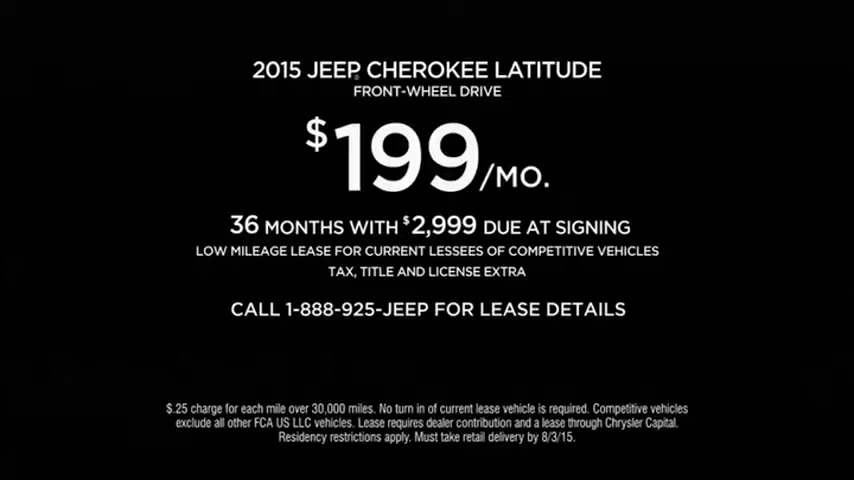 2015 JEEP® CHEROKEE LATITUDE
FRONT-WHEEL DRIVE
$199/MO.
36 MONTHS WITH $2,999 DUE AT SIGNING
LOW MILEAGE LEASE FOR CURRENT LESSEES OF COMPETITIVE VEHICLES
TAX, TITLE AND LICENSE EXTRA
CALL 1-888-925-JEEP FOR LEASE DETAILS
$.25 charge for each mile over 30,000 miles. No turn in of current lease vehicle is required. Competitive vehicles
exclude all other FCA US LLC vehicles. Lease requires dealer contribution and a lease through Chrysler Capital.
Residency restrictions apply. Must take retail delivery by 8/3/15.